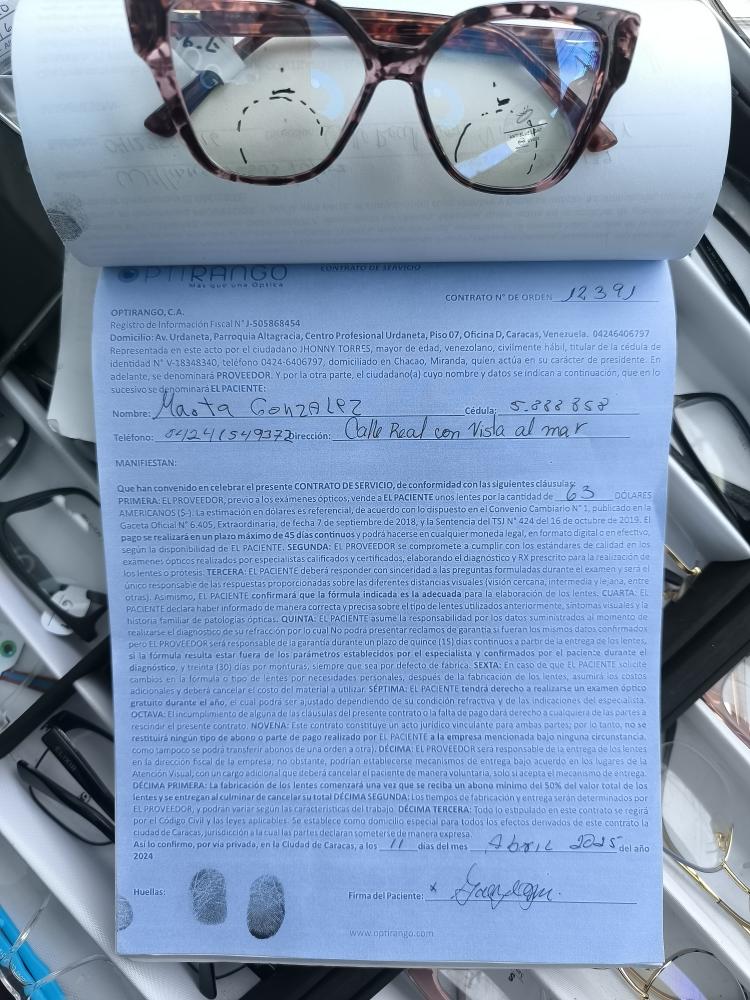 OPTIRANGO
Más que una Óptica
CONTRATO DE SERVICIO
CONTRATO N° DE ORDEN 12391
OPTIRANGO, C.A.
Registro de Información Fiscal N° J-505868454
Domicilio: Av. Urdaneta, Parroquia Altagracia, Centro Profesional Urdaneta, Piso 07, Oficina D, Caracas, Venezuela. 04246406797
Representada en este acto por el ciudadano JHONNY TORRES, mayor de edad, venezolano, civilmente hábil, titular de la cédula de
identidad N° V-18348340, teléfono 0424-6406797, domiciliado en Chacao, Miranda, quien actúa en su carácter de presidente. En
adelante, se denominará PROVEEDOR. Y por la otra parte, el ciudadano(a) cuyo nombre y datos se indican a continuación, que en lo
sucesivo se denominará EL PACIENTE:
Nombre: Marta GONZALEZ Cédula: 5.888858
Teléfono: 04241549372 Dirección: Calle Real con Vista al mar
MANIFIESTAN:
Que han convenido en celebrar el presente CONTRATO DE SERVICIO, de conformidad con las siguientes cláusulas:
PRIMERA: EL PROVEEDOR, previo a los exámenes ópticos, vende a EL PACIENTE unos lentes por la cantidad de 63 DÓLARES
AMERICANOS ($-). La estimación en dólares es referencial, de acuerdo con lo dispuesto en el Convenio Cambiario N° 1, publicado en la
Gaceta Oficial N° 6.405, Extraordinaria, de fecha 7 de septiembre de 2018, y la Sentencia del TSJ N° 424 del 16 de octubre de 2019. El
pago se realizará en un plazo máximo de 45 días continuos y podrá hacerse en cualquier moneda legal, en formato digital o en efectivo,
según la disponibilidad de EL PACIENTE. SEGUNDA: EL PROVEEDOR se compromete a cumplir con los estándares de calidad en los
exámenes ópticos realizados por especialistas calificados y certificados, elaborando el diagnóstico y RX prescrito para la realización de
los lentes o prótesis: TERCERA: EL PACIENTE deberá responder con sinceridad a las preguntas formuladas durante el examen y será el
único responsable de las respuestas proporcionadas sobre las diferentes distancias visuales (visión cercana, intermedia y lejana, entre
otras). Asimismo, EL PACIENTE confirmará que la fórmula indicada es la adecuada para la elaboración de los lentes. CUARTA: EL
PACIENTE declara haber informado de manera correcta y precisa sobre el tipo de lentes utilizados anteriormente, síntomas visuales y la
historia familiar de patologías ópticas. QUINTA: EL PACIENTE asume la responsabilidad por los datos suministrados al momento de
realizarse el diagnostico de su refracción por lo cual No podrá presentar reclamos de garantía si fueran los mismos datos confirmados
pero EL PROVEEDOR será responsable de la garantía durante un plazo de quince (15) días continuos a partir de la entrega de los lentes,
si la fórmula resulta estar fuera de los parámetros establecidos por el especialista y confirmados por el paciente durante el
diagnóstico, y treinta (30) días por monturas, siempre que sea por defecto de fabrica. SEXTA: En caso de que EL PACIENTE solicite
cambios en la fórmula o tipo de lentes por necesidades personales, después de la fabricación de los lentes, asumirá los costos
adicionales y deberá cancelar el costo del material a utilizar. SÉPTIMA: EL PACIENTE tendrá derecho a realizarse un examen óptico
gratuito durante el año, el cual podrá ser ajustado dependiendo de su condición refractiva y de las indicaciones del especialista.
OCTAVA: El incumplimiento de alguna de las cláusulas del presente contrato o la falta de pago dará derecho a cualquiera de las partes a
rescindir el presente contrato. NOVENA: Este contrato constituye un acto jurídico vinculante para ambas partes; por lo tanto, no se
restituirá ningún tipo de abono o parte de pago realizado por EL PACIENTE a la empresa mencionada bajo ninguna circunstancia,
como tampoco se podrá transferir abonos de una orden a otra). DÉCIMA: EL PROVEEDOR será responsable de la entrega de los lentes
en la dirección fiscal de la empresa; no obstante, podrían establecerse mecanismos de entrega por abono acuerdo en los lugares de la
Atención Visual, con un cargo adicional que deberá cancelar el paciente de manera voluntaria, solo si acepta el mecanismo de entrega.
DÉCIMA PRIMERA: La fabricación de los lentes comenzará una vez que se reciba un abono mínimo del 50% del valor total de los
lentes y se entregan al culminar de cancelar su total DÉCIMA SEGUNDA: Los tiempos de fabricación y entrega serán determinados por
EL PROVEEDOR, y podrán variar según las características del trabajo. DÉCIMA TERCERA: Todo lo estipulado en este contrato se regirá
por el Código Civil y las leyes aplicables. Se establece como domicilio especial para todos los efectos derivados de este contrato la
ciudad de Caracas, jurisdicción a la cual las partes declaran someterse de manera expresa.
Así lo confirmo, por vía privada, en la Ciudad de Caracas, a los 11 días del mes Abril 2025 del año
2024
Huellas:
Firma del Paciente: x
www.optirango.com